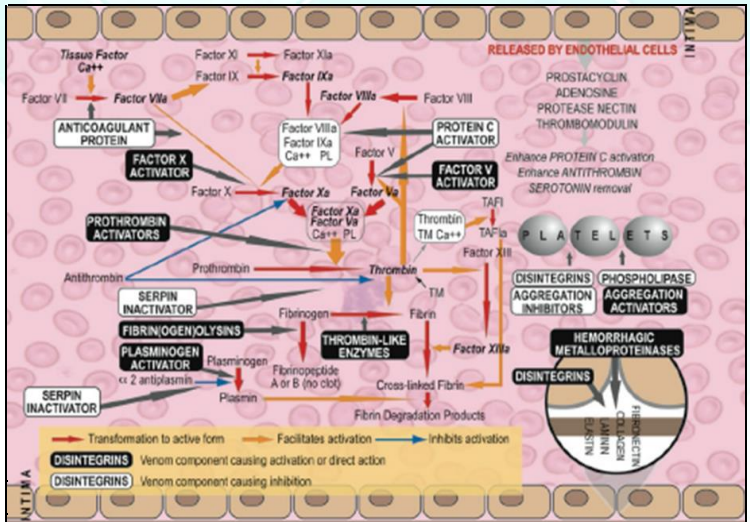 INTIMA
RELEASED BY ENDOTHELIAL CELLS
PROSTACYCLIN
ADENOSINE
PROTEASE NECTIN
THROMBOMODULIN
Enhance PROTEIN C activation
Enhance ANTITHROMBIN
SEROTONIN removal
Tissue Factor
Ca++
Factor XI
Factor XIa
Factor IX
Factor IXa
Factor VII
Factor VIIa
Factor VIIIa
Factor VIII
ANTICOAGULANT
PROTEIN
Factor VIIIa
Factor IXa
Ca++ PL
PROTEIN C
ACTIVATOR
FACTOR X
ACTIVATOR
Factor V
FACTOR V
ACTIVATOR
Factor X
Factor Xa
Factor Va
PROTHROMBIN
ACTIVATORS
Factor Xa
Factor Va
Ca++ PL
Thrombin
TM Ca++
TAFI
TAFIa
Factor XIII
PLATELETS
Antithrombin
Prothrombin
Thrombin
TM
DISINTEGRINS
AGGREGATION
INHIBITORS
PHOSPHOLIPASE
AGGREGATION
ACTIVATORS
SERPIN
INACTIVATOR
Fibrinogen
Fibrin
FIBRIN(OGEN)OLYSINS
THROMBIN-LIKE
ENZYMES
Factor XIIIa
HEMORRHAGIC
METALLOPROTEINASES
PLASMINOGEN
ACTIVATOR
Plasminogen
Fibrinopeptide
A or B (no clot)
DISINTEGRINS
α 2 antiplasmin
Cross-linked Fibrin
SERPIN
INACTIVATOR
Plasmin
Fibrin Degradation Products
ELASTIN
LAMININ
COLLAGEN
FIBRONECTIN
Transformation to active form
Facilitates activation
Inhibits activation
DISINTEGRINS Venom component causing activation or direct action
DISINTEGRINS Venom component causing inhibition
INTIMA